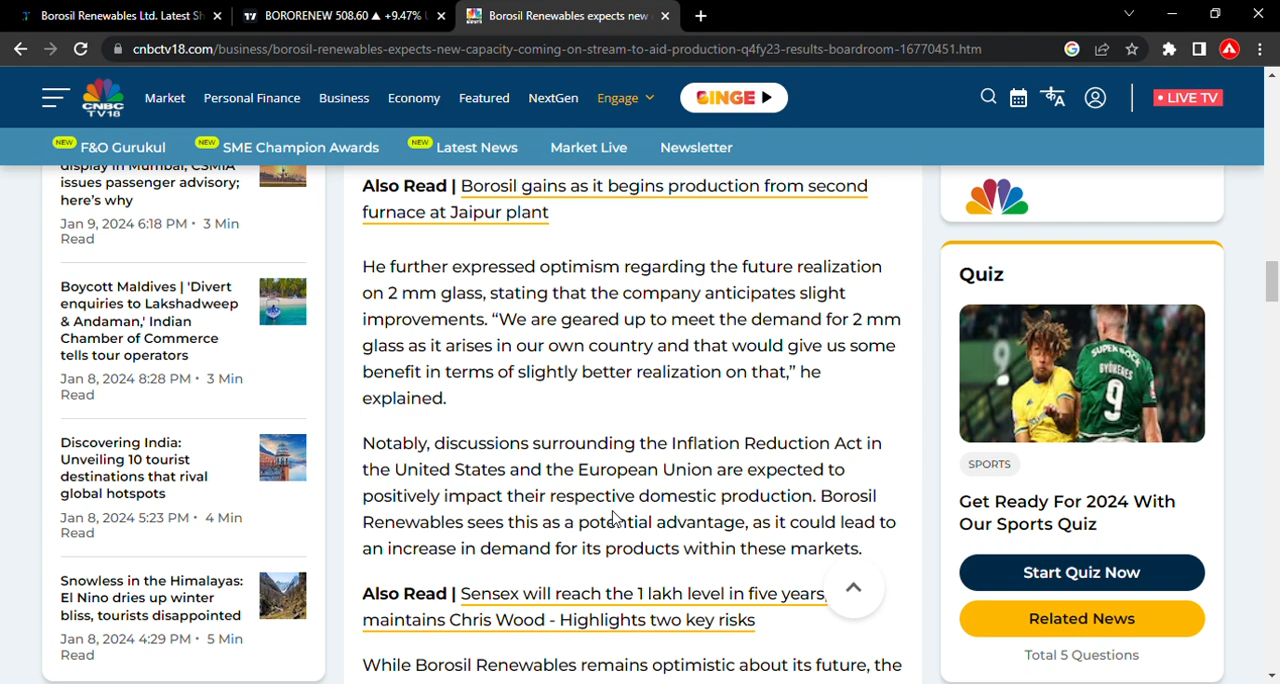 Borosil Renewables Ltd. Latest Sh
BORORENEW 508.60 ▲ +9.47%
Borosil Renewables expects new
cnbctv18.com/business/borosil-renewables-expects-new-capacity-coming-on-stream-to-aid-production-q4fy23-results-boardroom-16770451.htm
CNBC
TV18
Market
Personal Finance
Business
Economy
Featured
NextGen
Engage
BINGE
• LIVE TV
NEW F&O Gurukul
NEW SME Champion Awards
NEW Latest News
Market Live
Newsletter
display in Mumbai, CSMIA
issues passenger advisory;
here's why
Jan 9, 2024 6:18 PM • 3 Min
Read
Boycott Maldives | 'Divert
enquiries to Lakshadweep
& Andaman,' Indian
Chamber of Commerce
tells tour operators
Jan 8, 2024 8:28 PM • 3 Min
Read
Discovering India:
Unveiling 10 tourist
destinations that rival
global hotspots
Jan 8, 2024 5:23 PM • 4 Min
Read
Snowless in the Himalayas:
El Nino dries up winter
bliss, tourists disappointed
Jan 8, 2024 4:29 PM • 5 Min
Read
Also Read | Borosil gains as it begins production from second
furnace at Jaipur plant
He further expressed optimism regarding the future realization
on 2 mm glass, stating that the company anticipates slight
improvements. “We are geared up to meet the demand for 2 mm
glass as it arises in our own country and that would give us some
benefit in terms of slightly better realization on that,” he
explained.
Notably, discussions surrounding the Inflation Reduction Act in
the United States and the European Union are expected to
positively impact their respective domestic production. Borosil
Renewables sees this as a potential advantage, as it could lead to
an increase in demand for its products within these markets.
Also Read | Sensex will reach the 1 lakh level in five years,
maintains Chris Wood - Highlights two key risks
While Borosil Renewables remains optimistic about its future, the
Quiz
9
SUPER BOCK
GYÖKERES
9
SPORTS
Get Ready For 2024 With
Our Sports Quiz
Start Quiz Now
Related News
Total 5 Questions